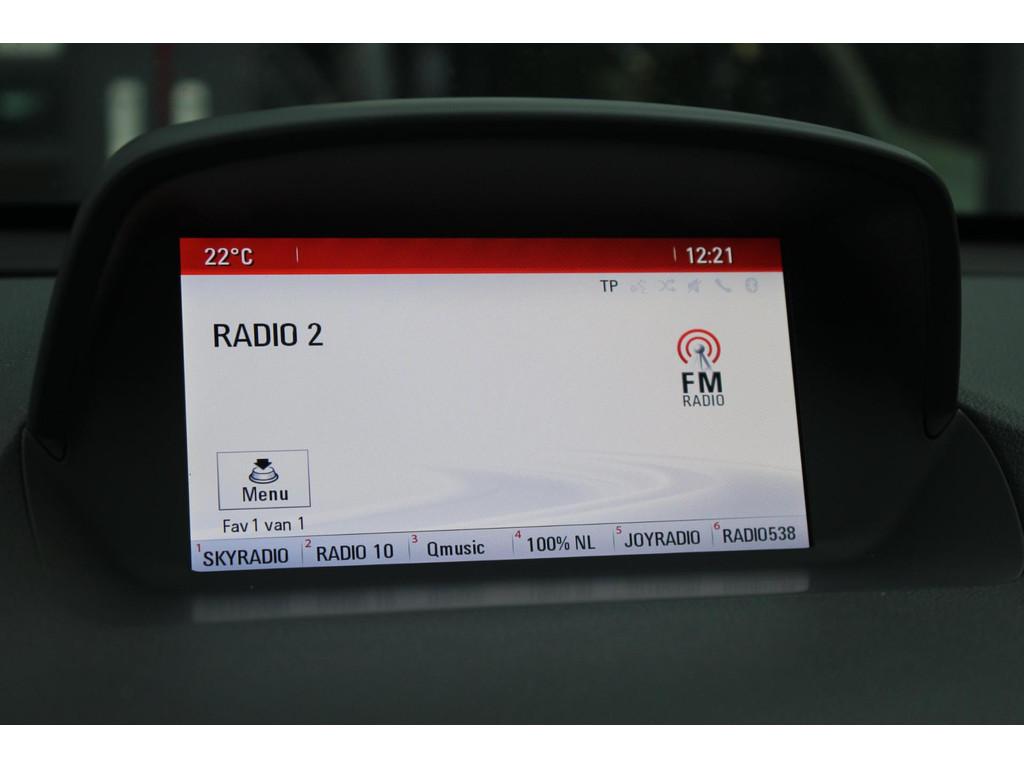 22°C 12:21
TP
RADIO 2
FM
RADIO
Menu
Fav 1 van 1
1 SKYRADIO 2 RADIO 10 3 Qmusic 4 100% NL 5 JOYRADIO 6 RADIO538